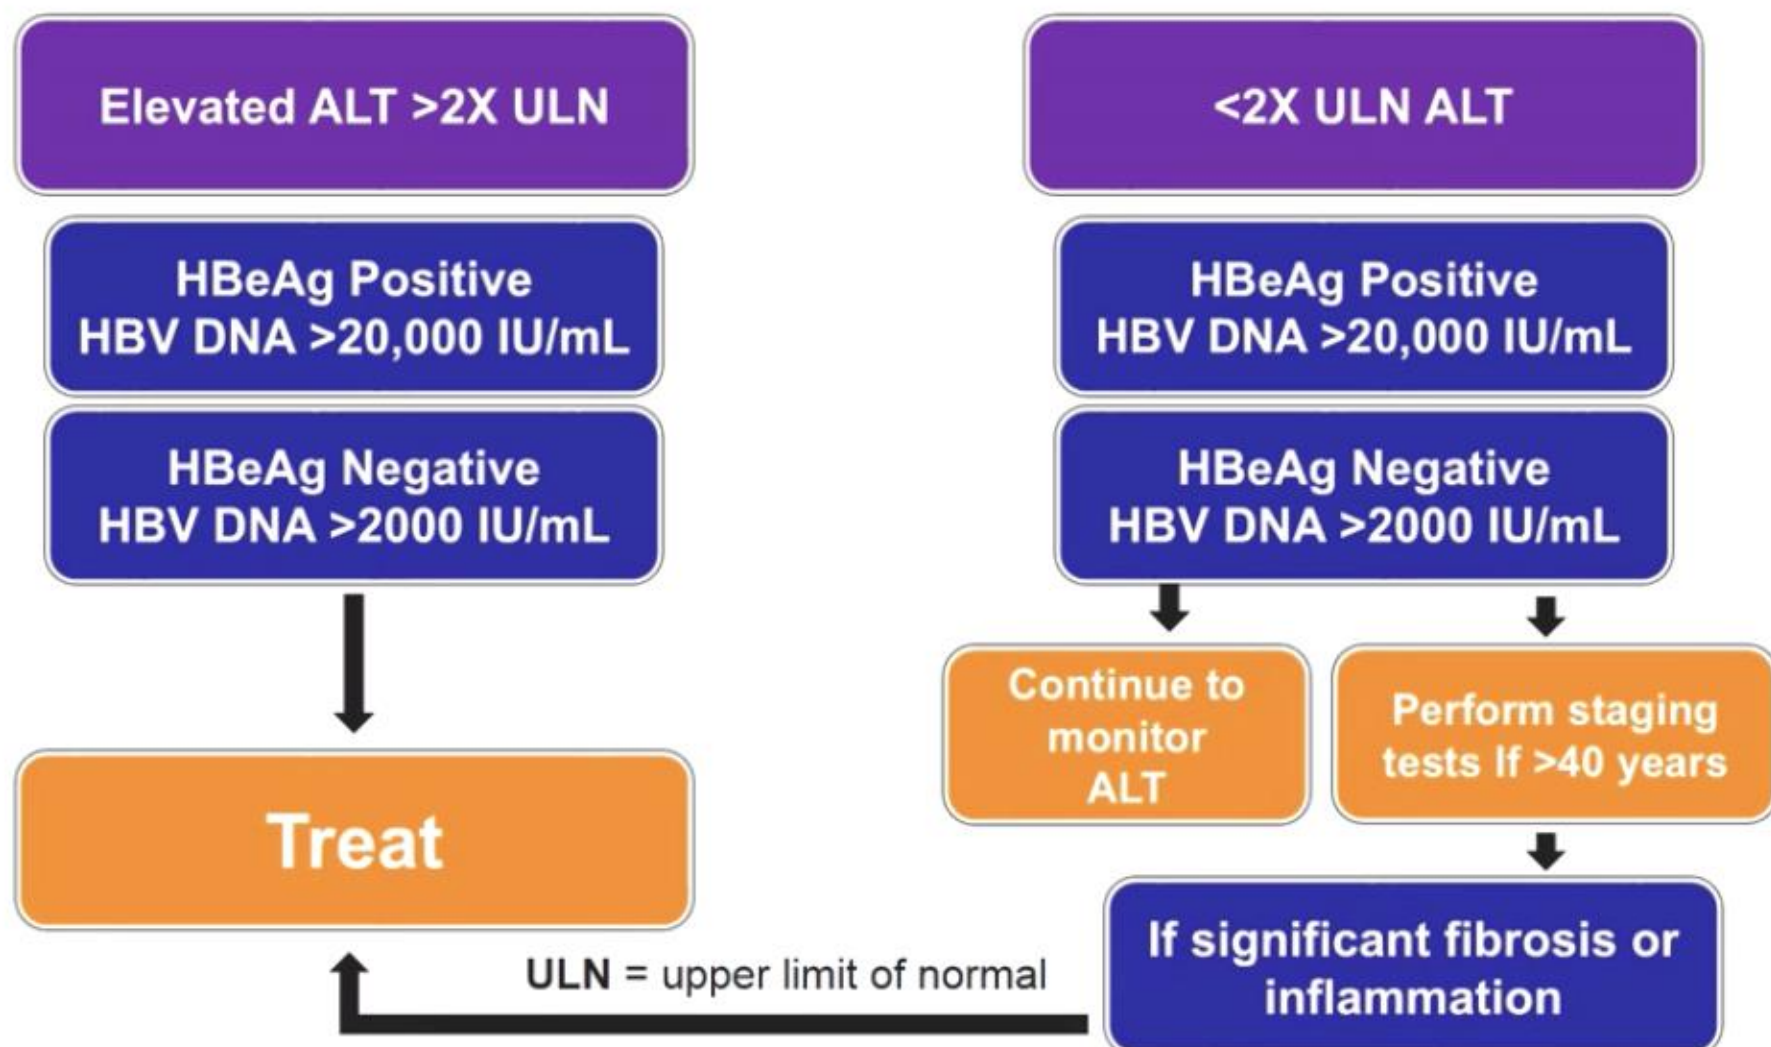 Elevated ALT >2X ULN
HBeAg Positive
HBV DNA >20,000 IU/mL
HBeAg Negative
HBV DNA >2000 IU/mL
Treat
<2X ULN ALT
HBeAg Positive
HBV DNA >20,000 IU/mL
HBeAg Negative
HBV DNA >2000 IU/mL
Continue to
monitor
ALT
Perform staging
tests If >40 years
If significant fibrosis or
inflammation
ULN = upper limit of normal